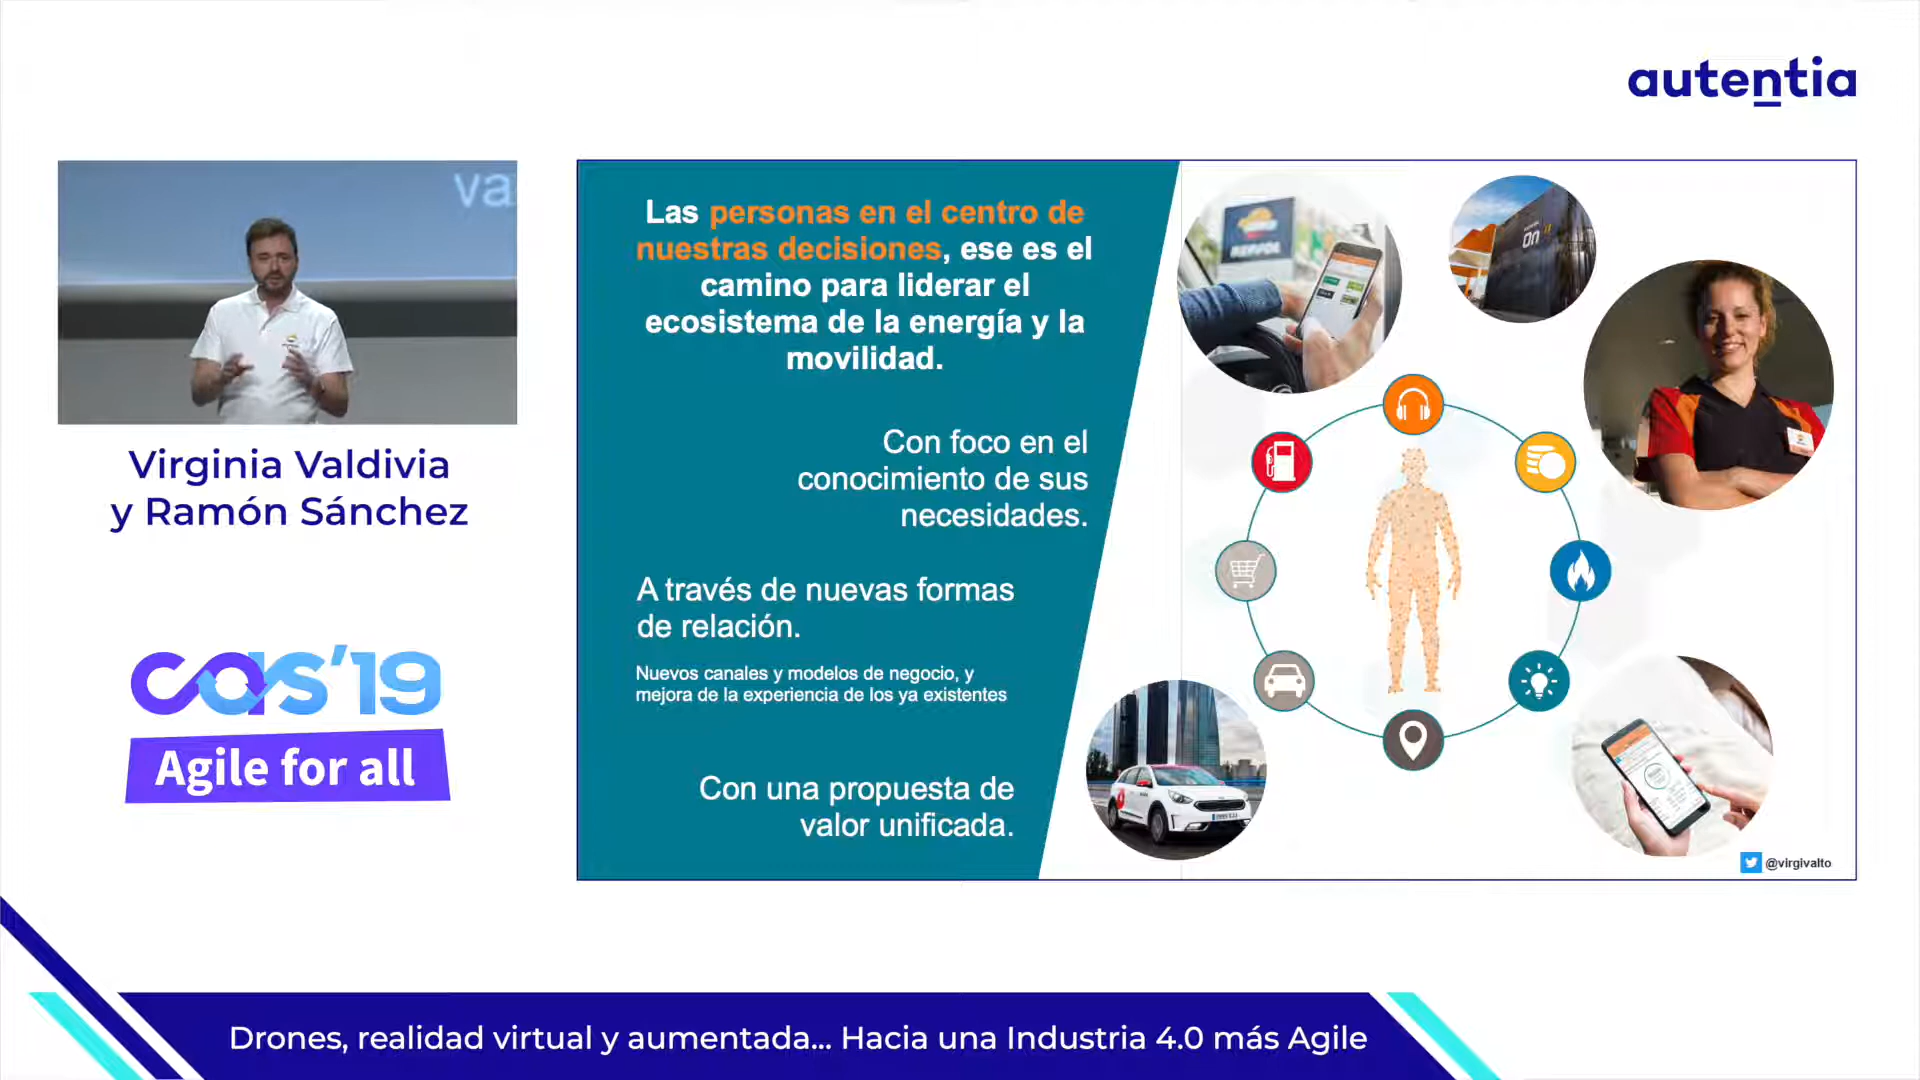 autentia
va
Virginia Valdivia
y Ramón Sánchez
cas'19
Agile for all
Las personas en el centro de
nuestras decisiones, ese es el
camino para liderar el
ecosistema de la energía y la
movilidad.
Con foco en el
conocimiento de sus
necesidades.
A través de nuevas formas
de relación.
Nuevos canales y modelos de negocio, y
mejora de la experiencia de los ya existentes
Con una propuesta de
valor unificada.
REPSOL
On
@virgivalto
Drones, realidad virtual y aumentada... Hacia una Industria 4.0 más Agile